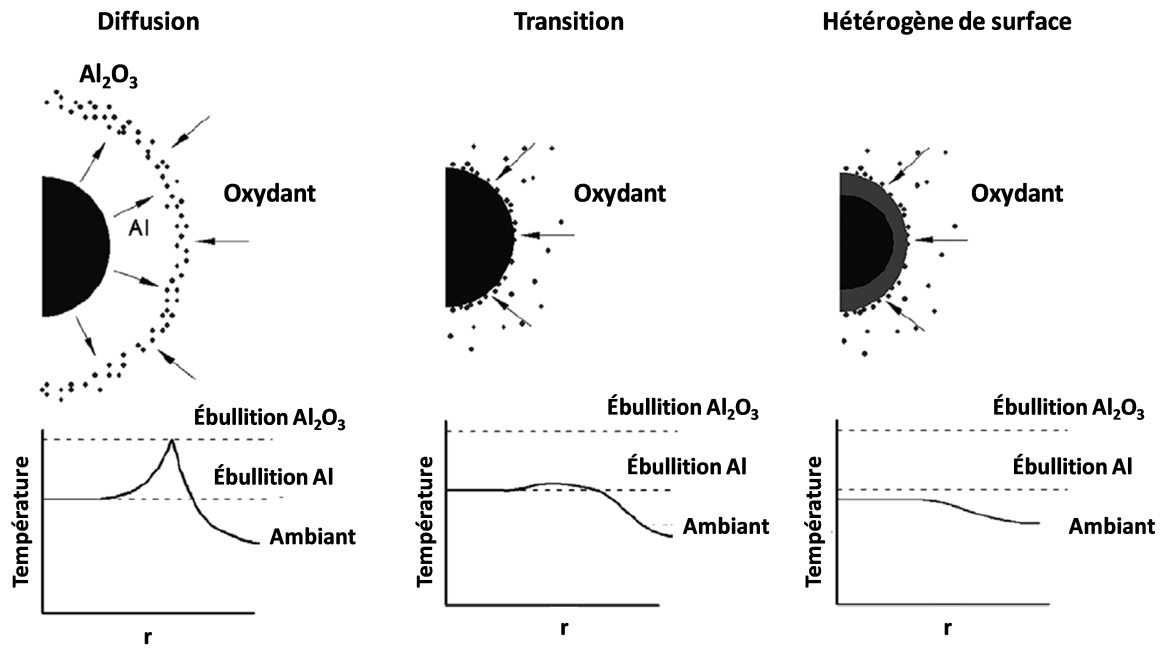 Diffusion
Transition
Hétérogène de surface
Al₂O₃
Oxydant
Al
Oxydant
Oxydant
Ébullition Al₂O₃
Ébullition Al
Ambiant
Température
r
Ébullition Al₂O₃
Ébullition Al
Ambiant
Température
r
Ébullition Al₂O₃
Ébullition Al
Ambiant
Température
r